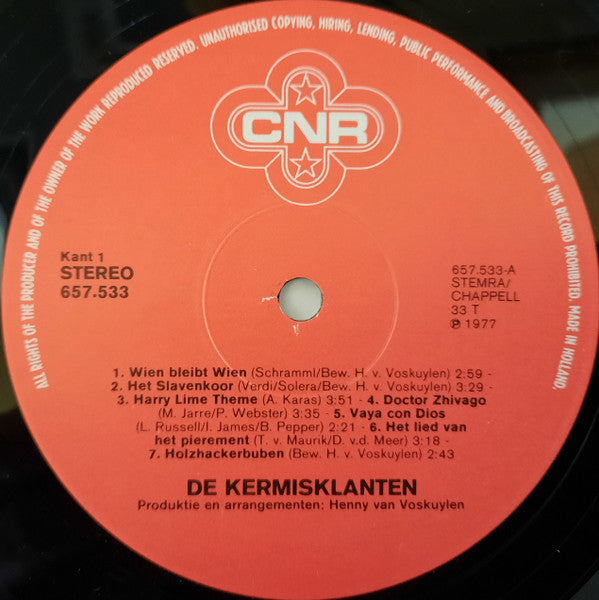 ALL RIGHTS OF THE PRODUCER AND OF THE OWNER OF THE WORK REPRODUCED RESERVED. UNAUTHORISED COPYING, HIRING, LENDING, PUBLIC PERFORMANCE AND BROADCASTING OF THIS RECORD PROHIBITED. MADE IN HOLLAND.
CNR
Kant 1
STEREO
657.533
657.533-A
STEMRA/
CHAPPELL
33 T
℗ 1977
1. Wien bleibt Wien (Schramml/Bew. H. v. Voskuylen) 2:59 -
2. Het Slavenkoor (Verdi/Solera/Bew. H. v. Voskuylen) 3:29 -
3. Harry Lime Theme (A. Karas) 3:51 - 4. Doctor Zhivago
(M. Jarre/P. Webster) 3:35 - 5. Vaya con Dios
(L. Russell/I. James/B. Pepper) 2:21 - 6. Het lied van
het pierement (T. v. Maurik/D. v.d. Meer) 3:18 -
7. Holzhackerbuben (Bew. H. v. Voskuylen) 2:43
DE KERMISKLANTEN
Produktie en arrangementen: Henny van Voskuylen